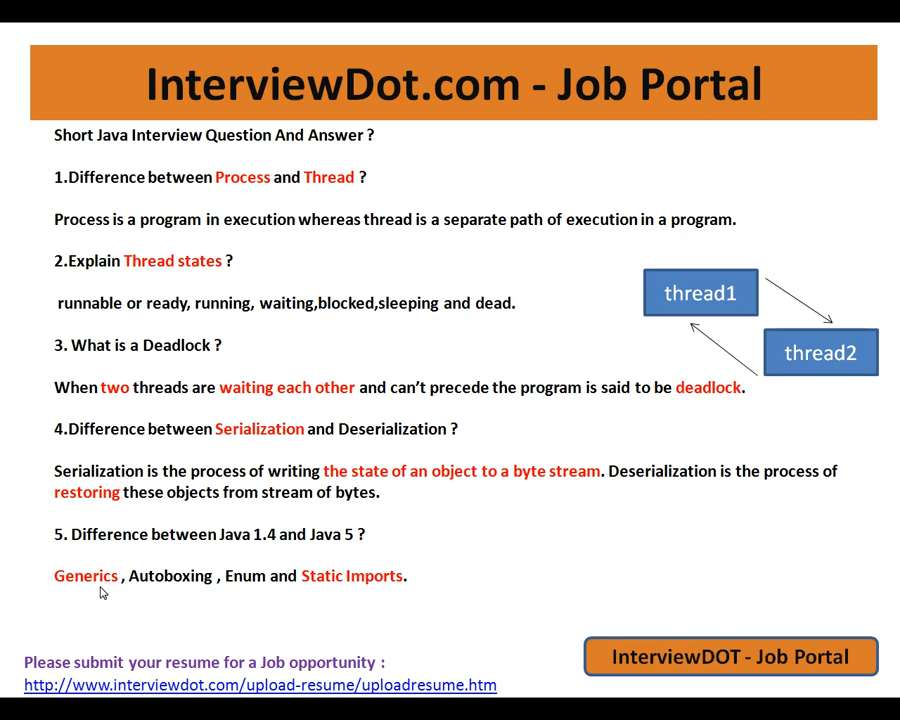 InterviewDot.com - Job Portal
Short Java Interview Question And Answer ?
1.Difference between Process and Thread ?
Process is a program in execution whereas thread is a separate path of execution in a program.
2.Explain Thread states ?
runnable or ready, running, waiting,blocked,sleeping and dead.
thread1
thread2
3. What is a Deadlock ?
When two threads are waiting each other and can’t precede the program is said to be deadlock.
4.Difference between Serialization and Deserialization ?
Serialization is the process of writing the state of an object to a byte stream. Deserialization is the process of
restoring these objects from stream of bytes.
5. Difference between Java 1.4 and Java 5 ?
Generics , Autoboxing , Enum and Static Imports.
Please submit your resume for a Job opportunity :
http://www.interviewdot.com/upload-resume/uploadresume.htm
InterviewDOT - Job Portal